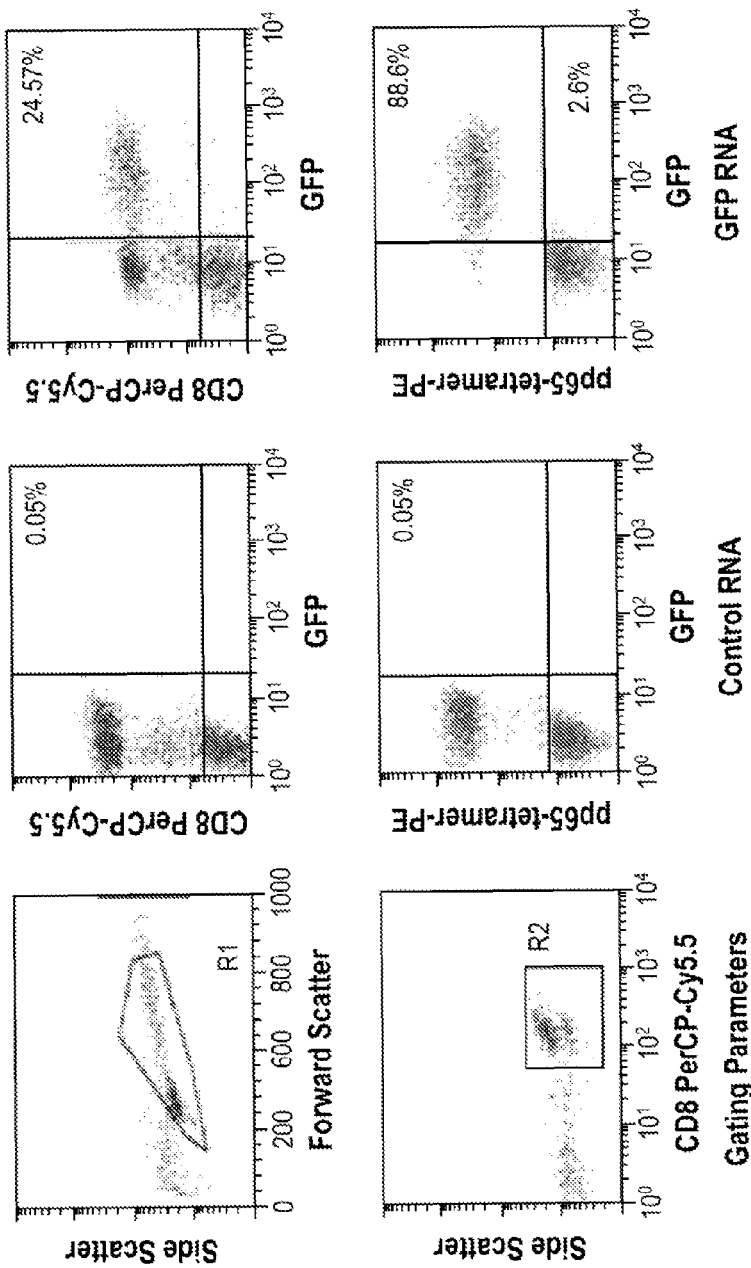 Side Scatter
R1
0 200 400 600 800 1000
Forward Scatter
CD8 PerCP-Cy5.5
0.05%
10⁰ 10¹ 10² 10³ 10⁴
GFP
CD8 PerCP-Cy5.5
24.57%
10⁰ 10¹ 10² 10³ 10⁴
GFP
Side Scatter
R2
10⁰ 10¹ 10² 10³ 10⁴
CD8 PerCP-Cy5.5
Gating Parameters
pp65-tetramer-PE
0.05%
10⁰ 10¹ 10² 10³ 10⁴
GFP
Control RNA
pp65-tetramer-PE
88.6%
2.6%
10⁰ 10¹ 10² 10³ 10⁴
GFP
GFP RNA